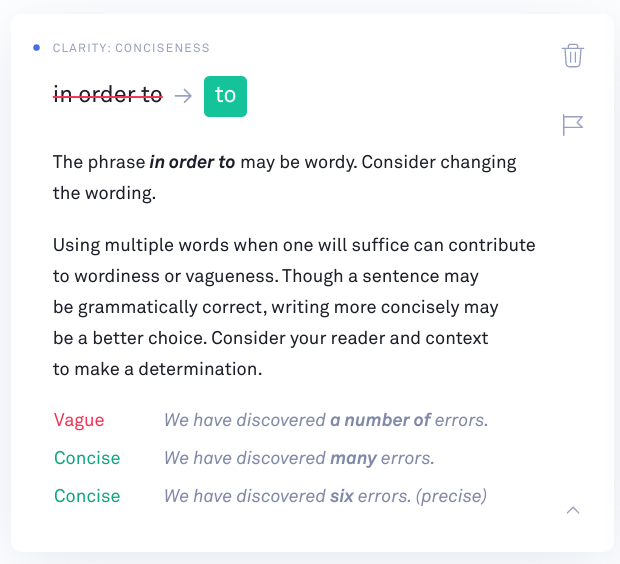 CLARITY: CONCISENESS
in order to → to
The phrase in order to may be wordy. Consider changing
the wording.
Using multiple words when one will suffice can contribute
to wordiness or vagueness. Though a sentence may
be grammatically correct, writing more concisely may
be a better choice. Consider your reader and context
to make a determination.
Vague We have discovered a number of errors.
Concise We have discovered many errors.
Concise We have discovered six errors. (precise)